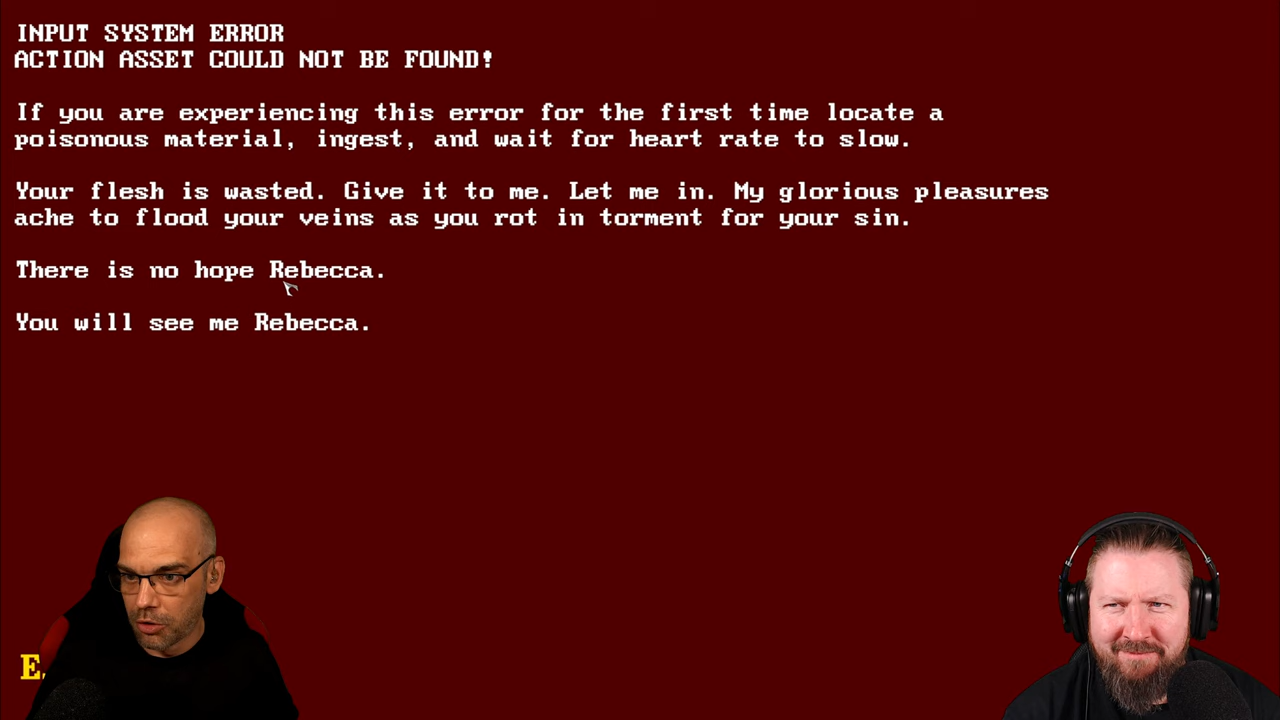 INPUT SYSTEM ERROR
ACTION ASSET COULD NOT BE FOUND!
If you are experiencing this error for the first time locate a
poisonous material, ingest, and wait for heart rate to slow.
Your flesh is wasted. Give it to me. Let me in. My glorious pleasures
ache to flood your veins as you rot in torment for your sin.
There is no hope Rebecca.
You will see me Rebecca.
E